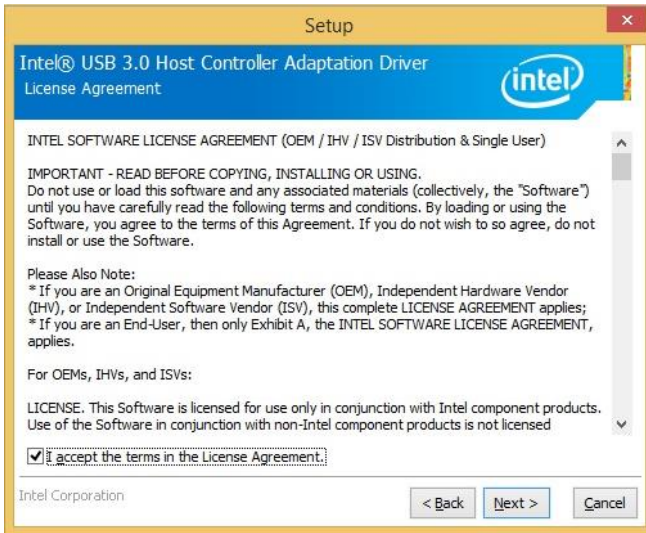 Setup
Intel® USB 3.0 Host Controller Adaptation Driver
License Agreement
intel
INTEL SOFTWARE LICENSE AGREEMENT (OEM / IHV / ISV Distribution & Single User)
IMPORTANT - READ BEFORE COPYING, INSTALLING OR USING.
Do not use or load this software and any associated materials (collectively, the "Software")
until you have carefully read the following terms and conditions. By loading or using the
Software, you agree to the terms of this Agreement. If you do not wish to so agree, do not
install or use the Software.
Please Also Note:
* If you are an Original Equipment Manufacturer (OEM), Independent Hardware Vendor
(IHV), or Independent Software Vendor (ISV), this complete LICENSE AGREEMENT applies;
* If you are an End-User, then only Exhibit A, the INTEL SOFTWARE LICENSE AGREEMENT,
applies.
For OEMs, IHVs, and ISVs:
LICENSE. This Software is licensed for use only in conjunction with Intel component products.
Use of the Software in conjunction with non-Intel component products is not licensed
I accept the terms in the License Agreement.
Intel Corporation
< Back Next > Cancel